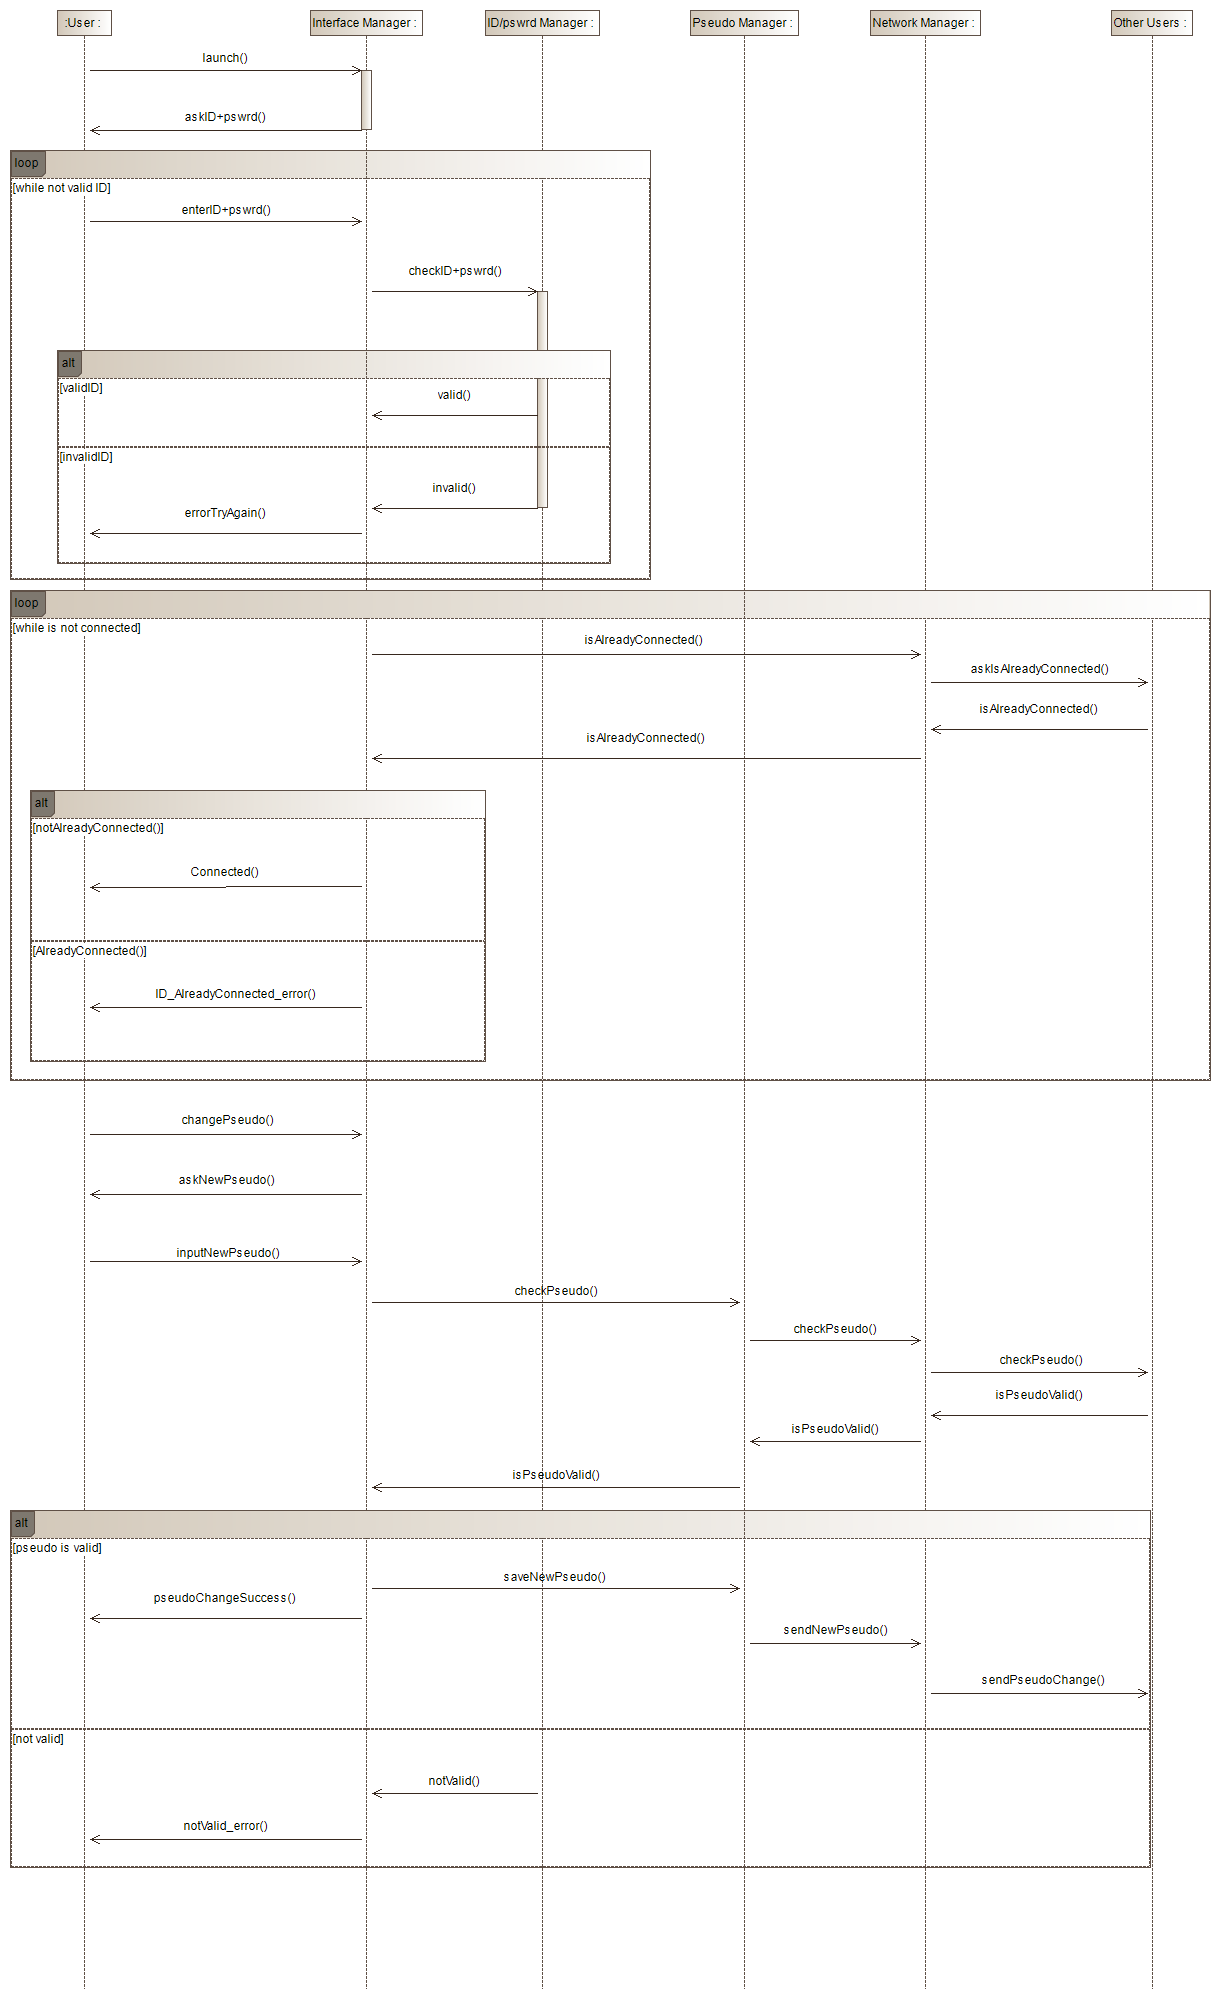 :User :
Interface Manager :
ID/pswrd Manager :
Pseudo Manager :
Network Manager :
Other Users :
launch()
askID+pswrd()
loop
[while not valid ID]
enterID+pswrd()
checkID+pswrd()
alt
[validID]
valid()
[invalidID]
invalid()
errorTryAgain()
loop
[while is not connected]
isAlreadyConnected()
askIsAlreadyConnected()
isAlreadyConnected()
isAlreadyConnected()
alt
[notAlreadyConnected()]
Connected()
[AlreadyConnected()]
ID_AlreadyConnected_error()
changePseudo()
askNewPseudo()
inputNewPseudo()
checkPseudo()
checkPseudo()
checkPseudo()
isPseudoValid()
isPseudoValid()
isPseudoValid()
alt
[pseudo is valid]
saveNewPseudo()
pseudoChangeSuccess()
sendNewPseudo()
sendPseudoChange()
[not valid]
notValid()
notValid_error()